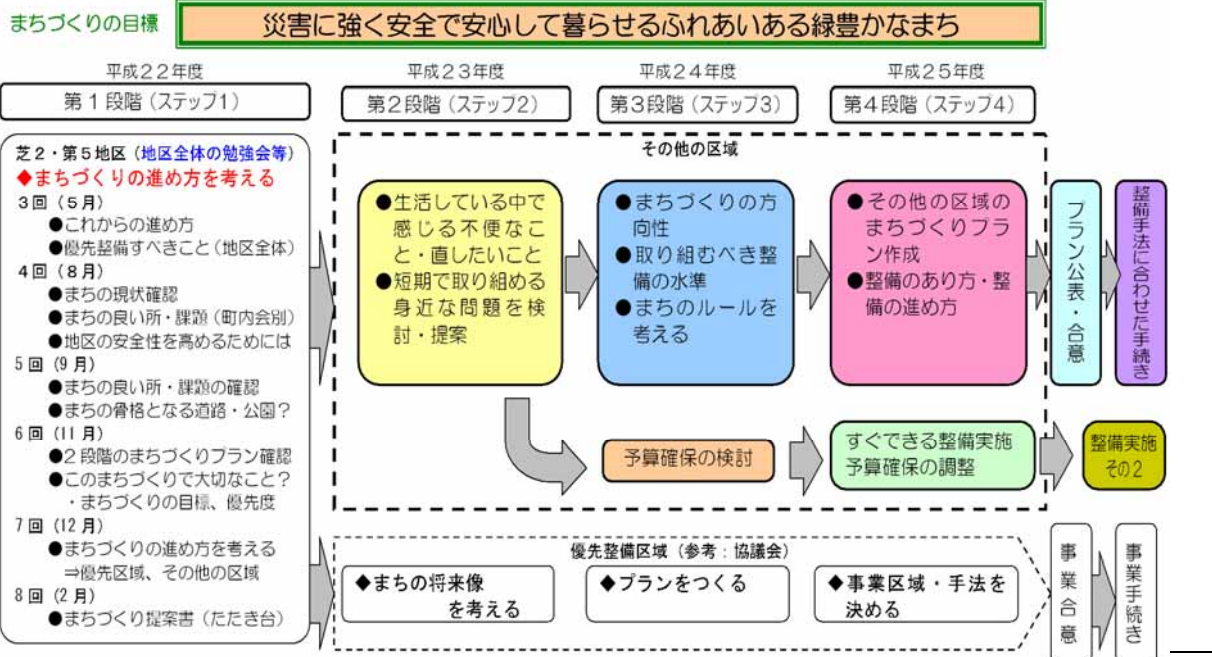 まちづくりの目標
災害に強く安全で安心して暮らせるふれあいある緑豊かなまち
平成22年度
第1段階(ステップ1)
平成23年度
第2段階(ステップ2)
平成24年度
第3段階(ステップ3)
平成25年度
第4段階(ステップ4)
芝2・第5地区(地区全体の勉強会等)
◆まちづくりの進め方を考える
3回(5月)
●これからの進め方
●優先整備すべきこと(地区全体)
4回(8月)
●まちの現状確認
●まちの良い所・課題(町内会別)
●地区の安全性を高めるためには
5回(9月)
●まちの良い所・課題の確認
●まちの骨格となる道路・公園?
6回(11月)
●2段階のまちづくりプラン確認
●このまちづくりで大切なこと?
・まちづくりの目標、優先度
7回(12月)
●まちづくりの進め方を考える
⇒優先区域、その他の区域
8回(2月)
●まちづくり提案書(たたき台)
その他の区域
●生活している中で
感じる不便なこ
と・直したいこと
●短期で取り組める
身近な問題を検
討・提案
●まちづくりの方
向性
●取り組むべき整
備の水準
●まちのルールを
考える
●その他の区域の
まちづくりプラ
ン作成
●整備のあり方・整
備の進め方
プラン公表・合意
整備手法に合わせた手続き
予算確保の検討
すぐできる整備実施
予算確保の調整
整備実施
その2
優先整備区域(参考:協議会)
◆まちの将来像
を考える
◆プランをつくる
◆事業区域・手法を
決める
事業合意
事業手続き